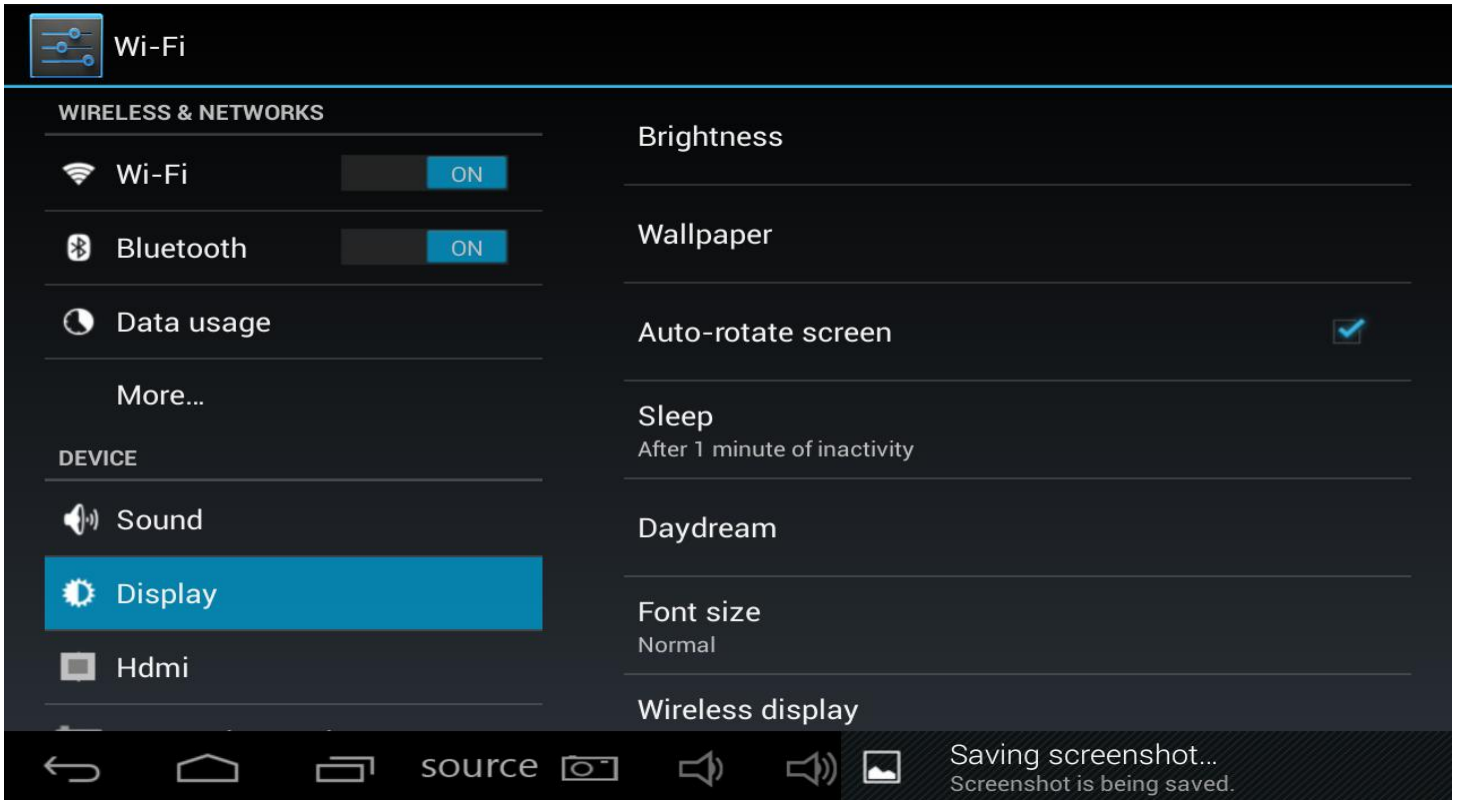 Wi-Fi
WIRELESS & NETWORKS
Wi-Fi ON
Bluetooth ON
Data usage
More...
DEVICE
Sound
Display
Hdmi
Brightness
Wallpaper
Auto-rotate screen
Sleep
After 1 minute of inactivity
Daydream
Font size
Normal
Wireless display
source
Saving screenshot...
Screenshot is being saved.